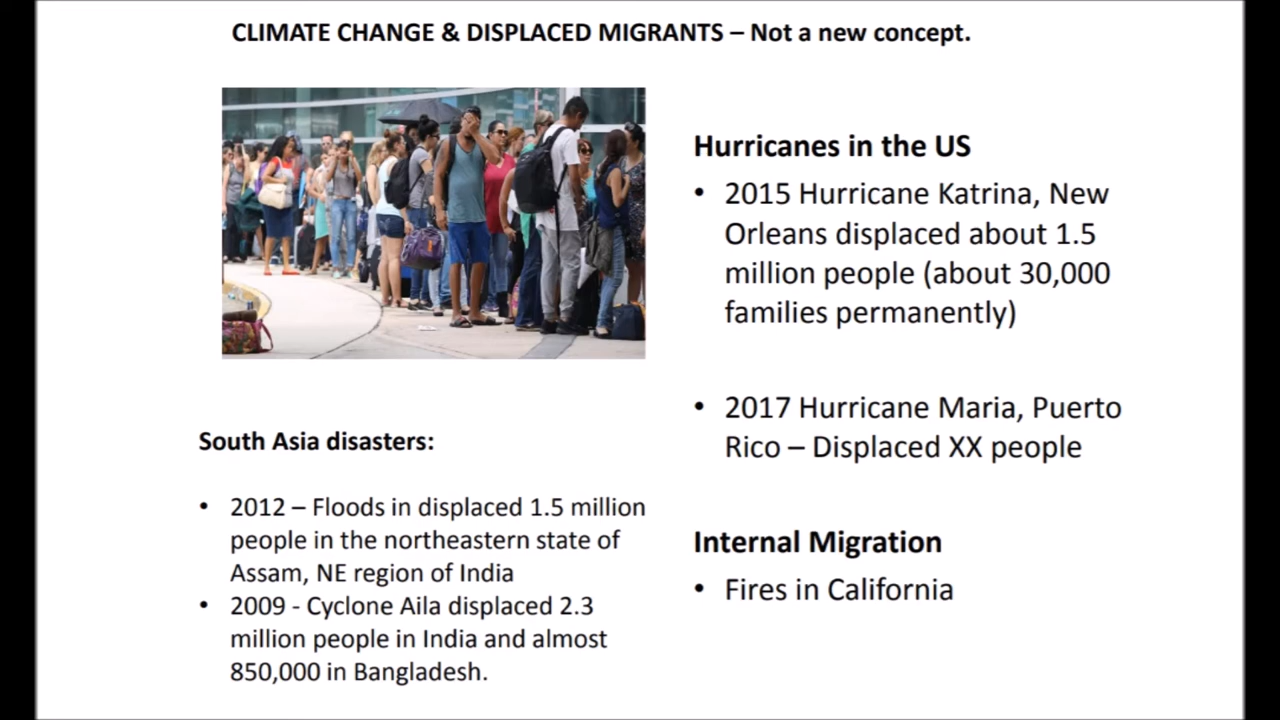 CLIMATE CHANGE & DISPLACED MIGRANTS – Not a new concept.
Hurricanes in the US
• 2015 Hurricane Katrina, New
Orleans displaced about 1.5
million people (about 30,000
families permanently)
• 2017 Hurricane Maria, Puerto
Rico – Displaced XX people
Internal Migration
• Fires in California
South Asia disasters:
• 2012 – Floods in displaced 1.5 million
people in the northeastern state of
Assam, NE region of India
• 2009 - Cyclone Aila displaced 2.3
million people in India and almost
850,000 in Bangladesh.